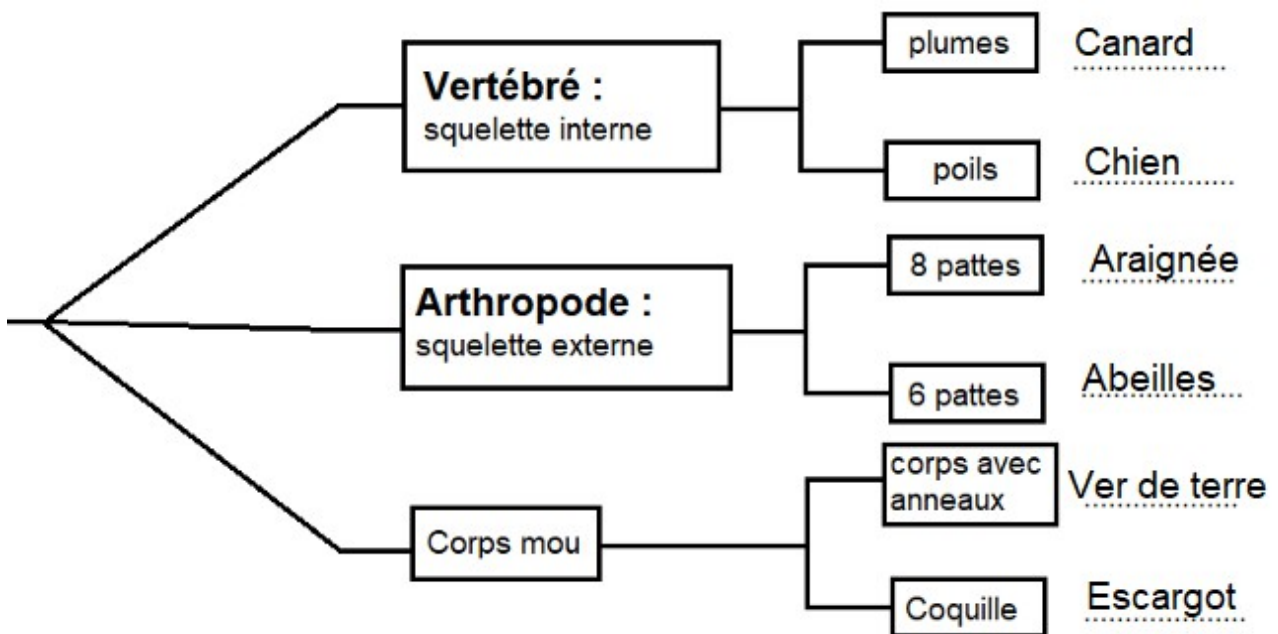 plumes
Canard
Vertébré :
squelette interne
poils
Chien
8 pattes
Araignée
Arthropode :
squelette externe
6 pattes
Abeilles
corps avec
anneaux
Ver de terre
Corps mou
Coquille
Escargot